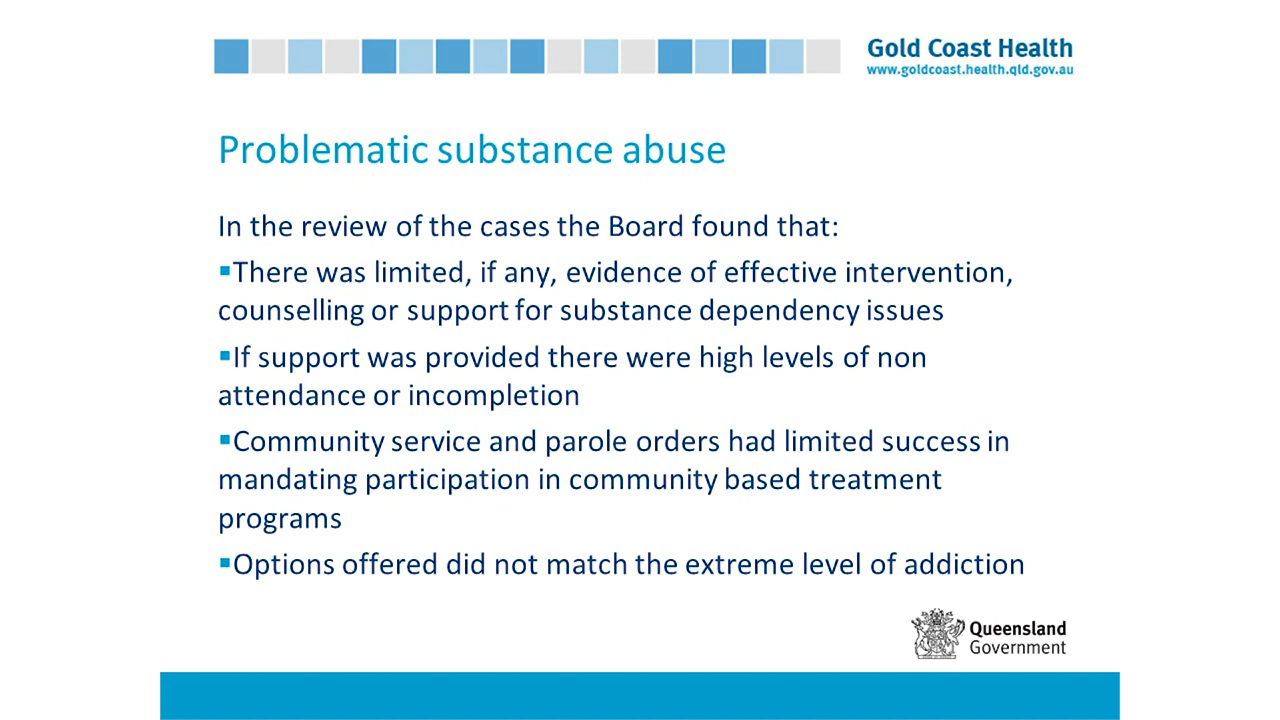 Gold Coast Health
www.goldcoast.health.qld.gov.au
Problematic substance abuse
In the review of the cases the Board found that:
▪There was limited, if any, evidence of effective intervention,
counselling or support for substance dependency issues
▪If support was provided there were high levels of non
attendance or incompletion
▪Community service and parole orders had limited success in
mandating participation in community based treatment
programs
▪Options offered did not match the extreme level of addiction
Queensland
Government